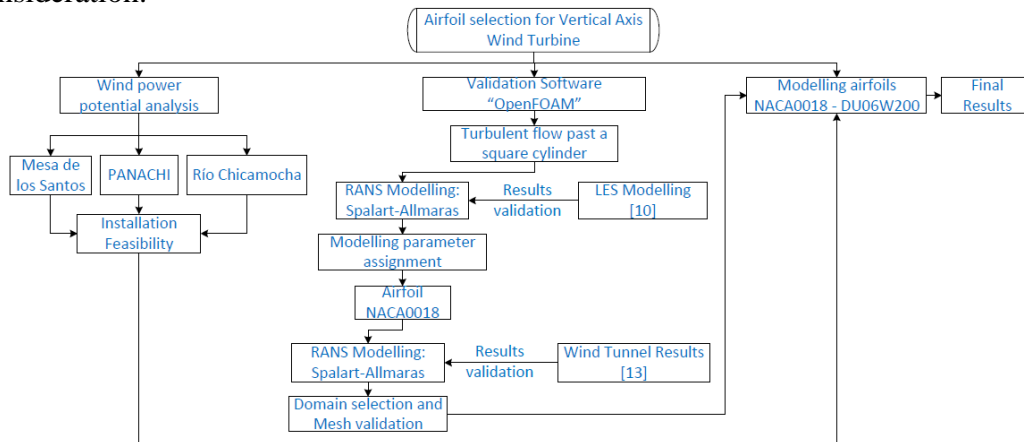 nsideration.
Airfoil selection for Vertical Axis
Wind Turbine
Wind power
potential analysis
Validation Software
“OpenFOAM”
Modelling airfoils
NACA0018 - DU06W200
Final
Results
Turbulent flow past a
square cylinder
Mesa de
los Santos
PANACHI
Río Chicamocha
RANS Modelling:
Spalart-Allmaras
Results
validation
LES Modelling
[10]
Installation
Feasibility
Modelling parameter
assignment
Airfoil
NACA0018
RANS Modelling:
Spalart-Allmaras
Results
validation
Wind Tunnel Results
[13]
Domain selection and
Mesh validation